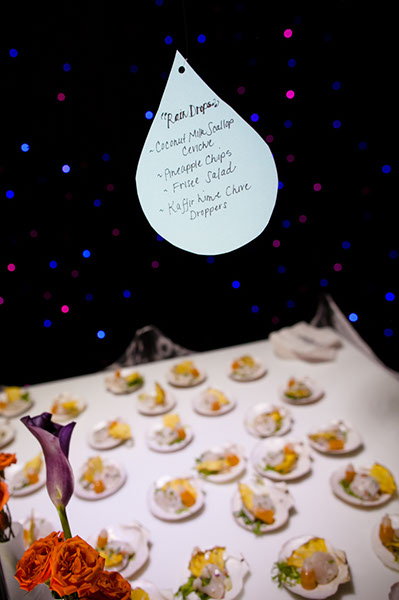 "Rain Drops"
~Coconut Milk Scallop
Ceviche
~Pineapple Chips
~ Frisee Salad
~ Kaffir Lime Chive
Droppers